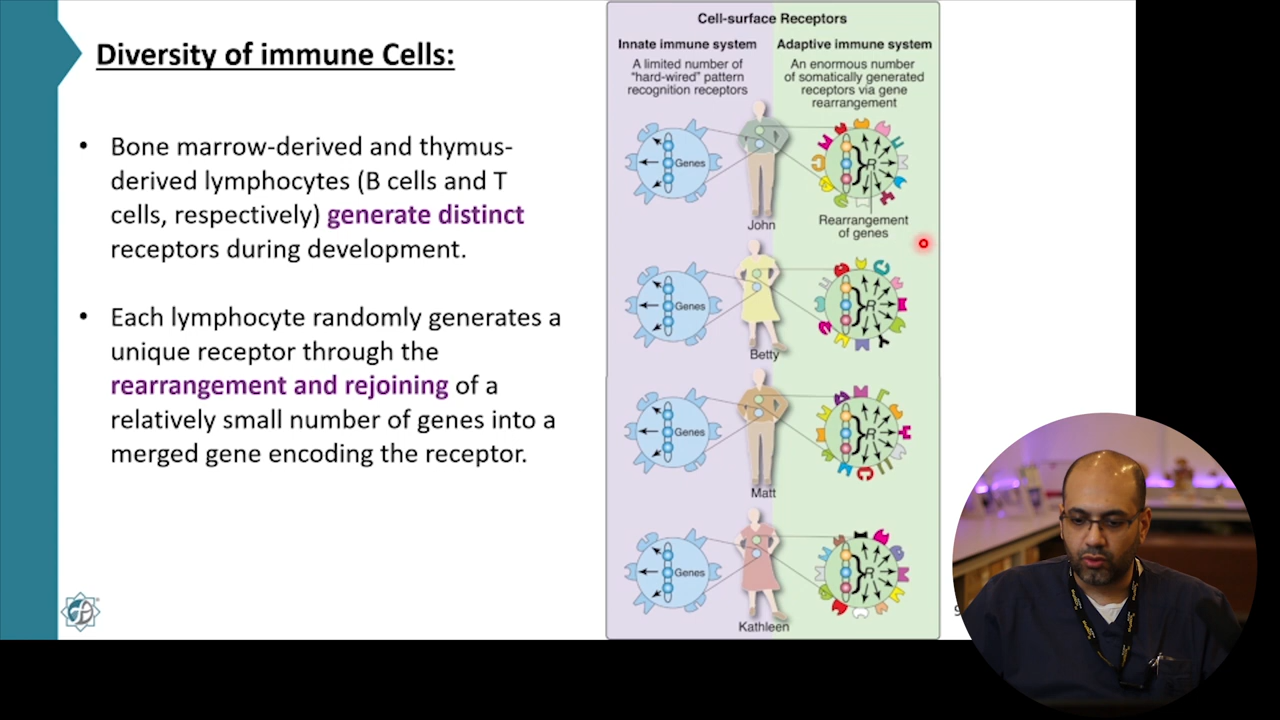 Diversity of immune Cells:
• Bone marrow-derived and thymus-
derived lymphocytes (B cells and T
cells, respectively) generate distinct
receptors during development.
• Each lymphocyte randomly generates a
unique receptor through the
rearrangement and rejoining of a
relatively small number of genes into a
merged gene encoding the receptor.
Cell-surface Receptors
Innate immune system
A limited number of
"hard-wired" pattern
recognition receptors
Adaptive immune system
An enormous number
of somatically generated
receptors via gene
rearrangement
Genes
R
John
Rearrangement
of genes
Genes
R
Betty
Genes
R
Matt
Genes
R
Kathleen
9